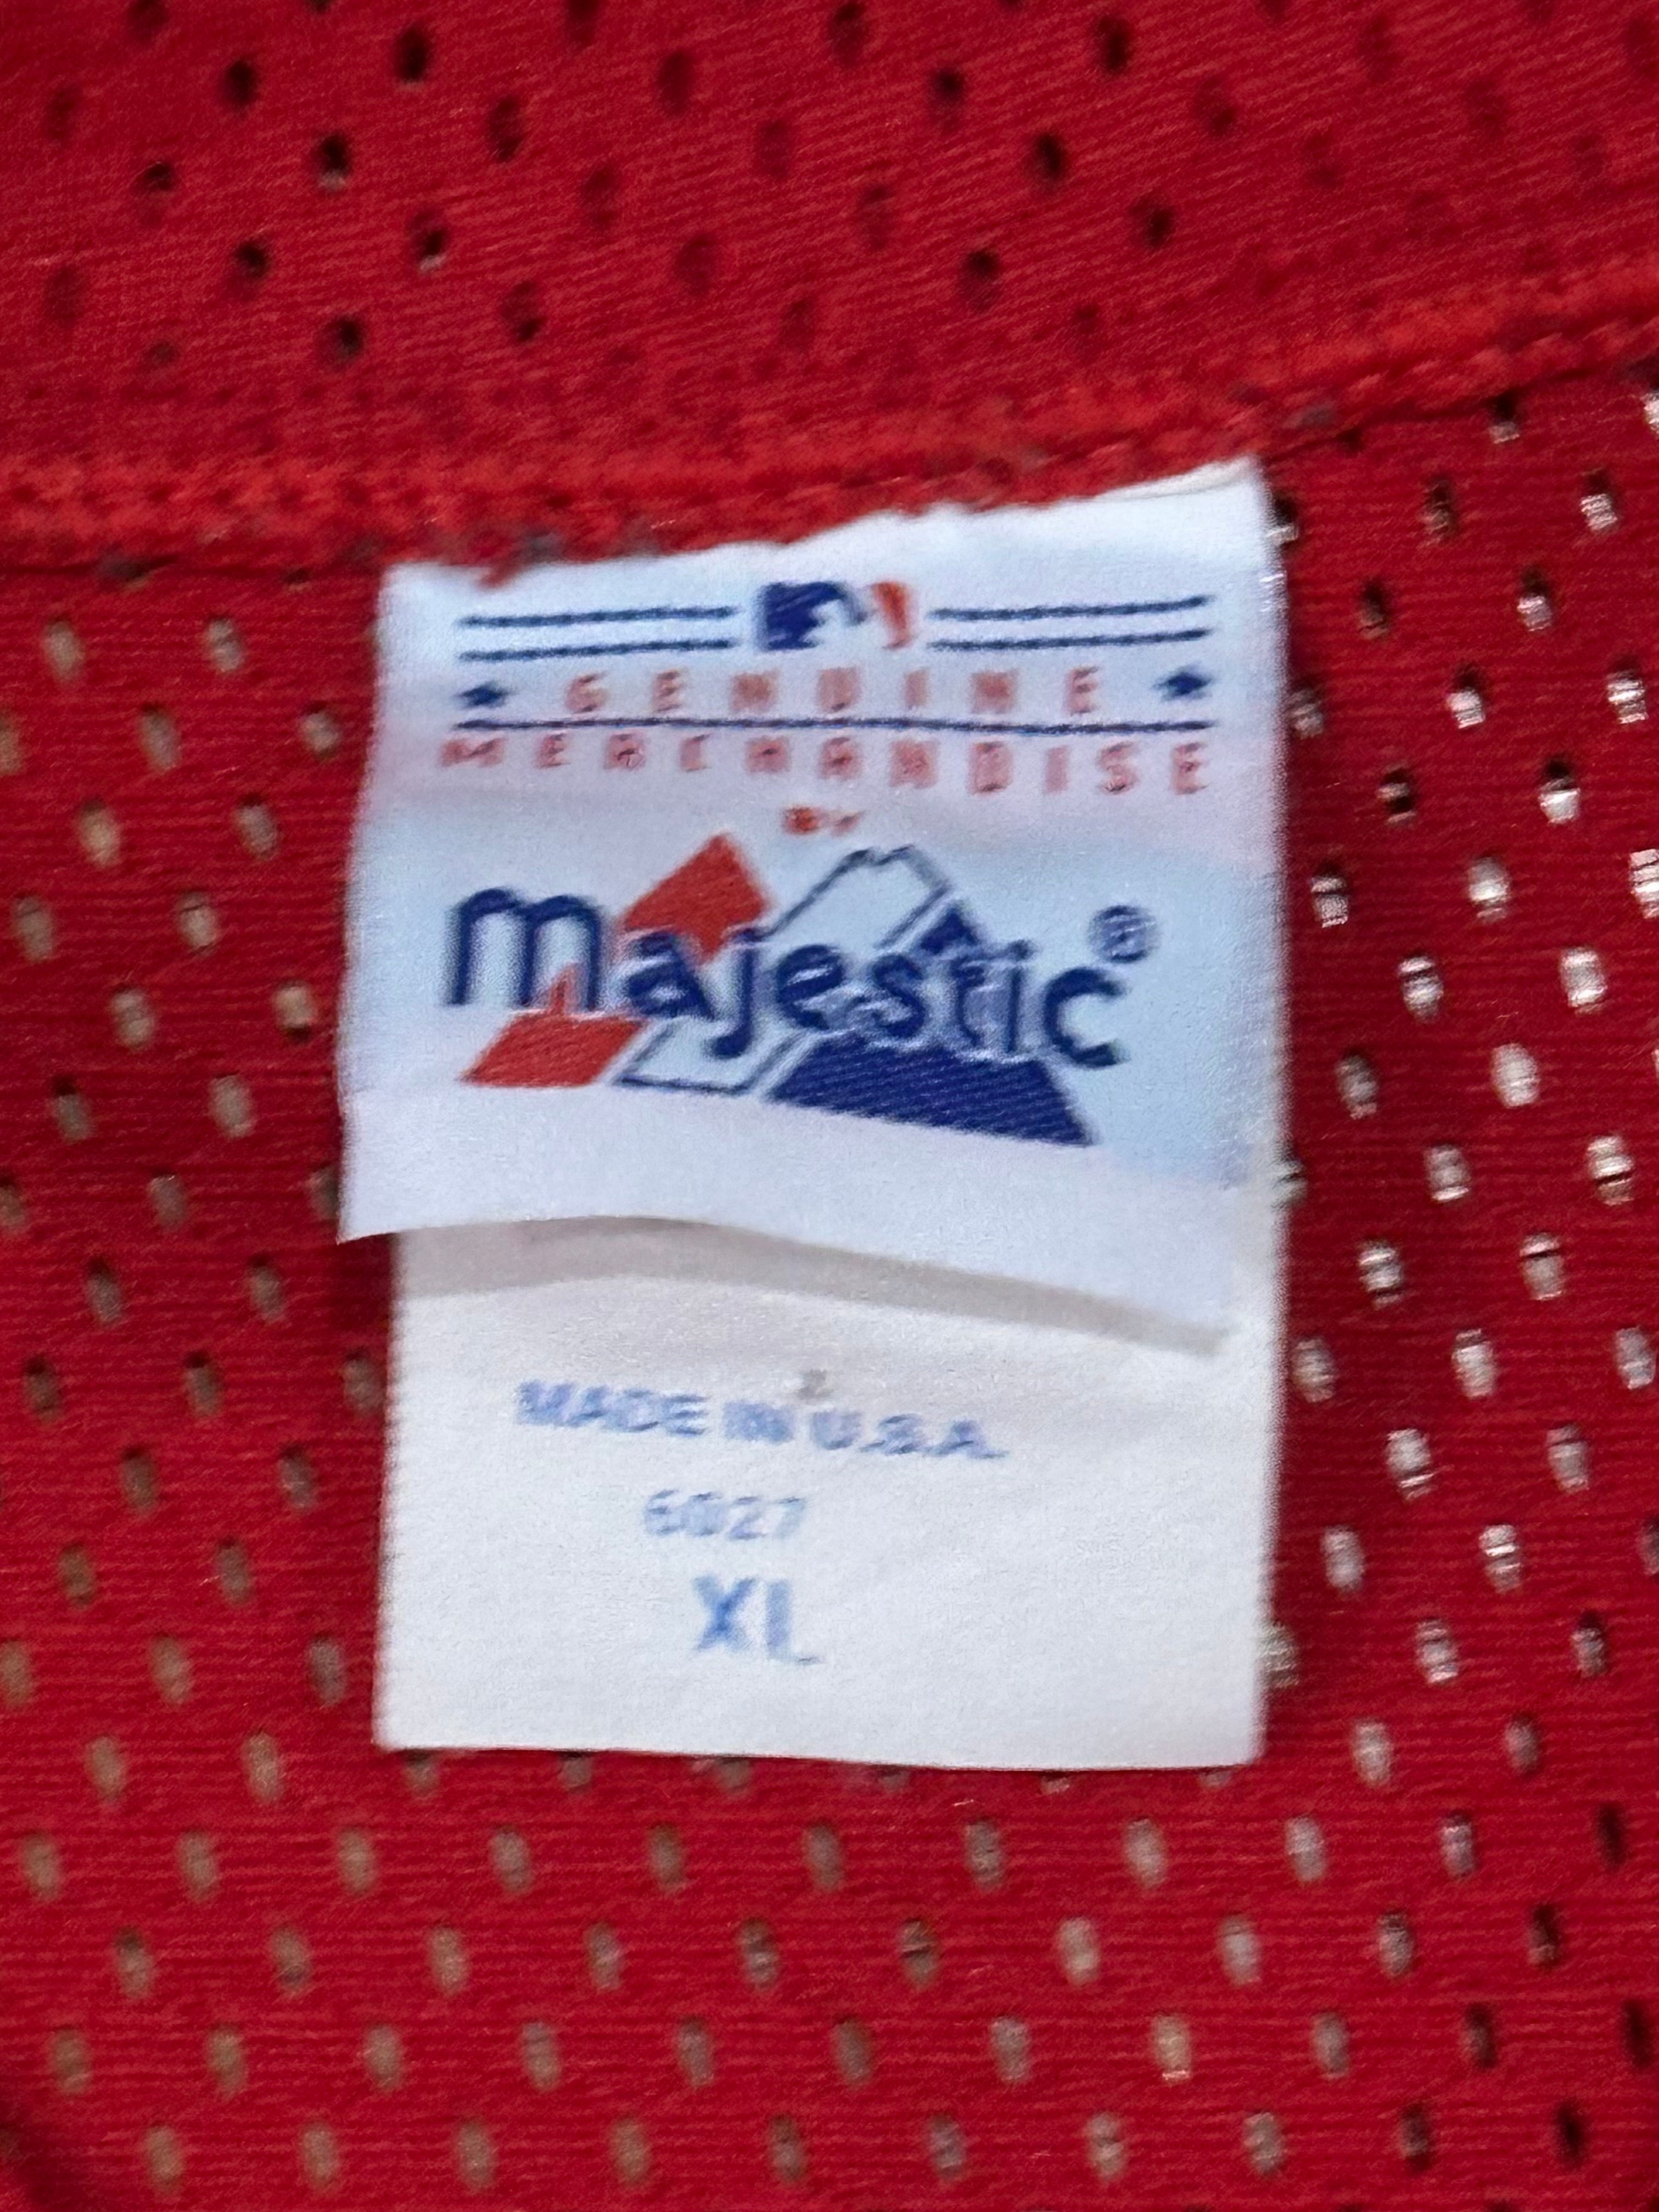 GENUINE
MERCHANDISE
BY
majestic®
MADE IN U.S.A.
6027
XL